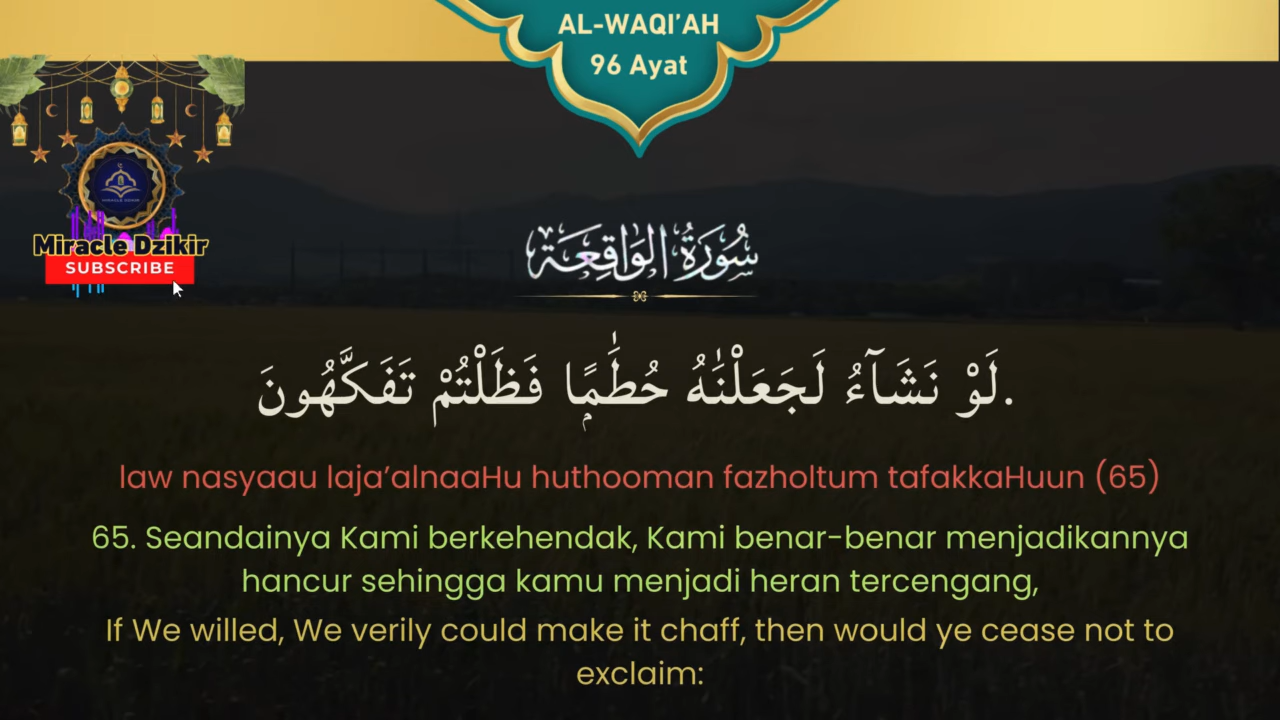 AL-WAQI’AH
96 Ayat
Miracle Dzikir
SUBSCRIBE
سُورَةُ الوَاقِعَة
لَوْ نَشَآءُ لَجَعَلْنَٰهُ حُطَٰمًۭا فَظَلْتُمْ تَفَكَّهُونَ.
law nasyaau laja’alnaaHu huthooman fazholtum tafakkaHuun (65)
65. Seandainya Kami berkehendak, Kami benar-benar menjadikannya
hancur sehingga kamu menjadi heran tercengang,
If We willed, We verily could make it chaff, then would ye cease not to
exclaim: